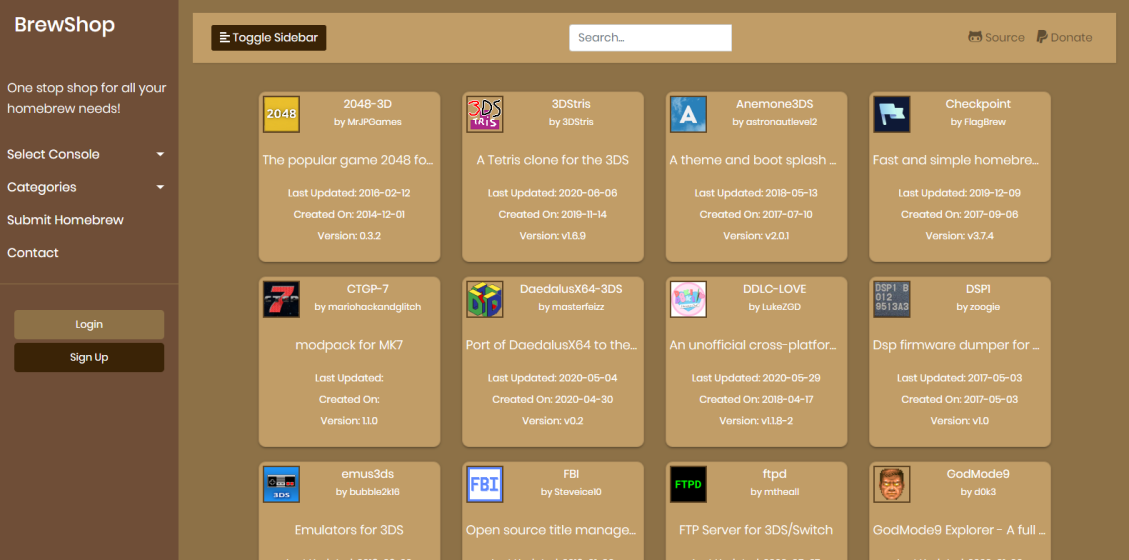 BrewShop
One stop shop for all your
homebrew needs!
Select Console
Categories
Submit Homebrew
Contact
Login
Sign Up
Toggle Sidebar
Search...
Source
Donate
2048
2048-3D
by MrJPGames
The popular game 2048 fo...
Last Updated: 2016-02-12
Created On: 2014-12-01
Version: 0.3.2
3DS
TRIS
3DStris
by 3DStris
A Tetris clone for the 3DS
Last Updated: 2020-06-06
Created On: 2019-11-14
Version: v1.6.9
A
Anemone3DS
by astronautlevel2
A theme and boot splash ...
Last Updated: 2018-05-13
Created On: 2017-07-10
Version: v2.0.1
Checkpoint
by FlagBrew
Fast and simple homebre...
Last Updated: 2019-12-09
Created On: 2017-09-06
Version: v3.7.4
7
CTGP-7
by mariohackandglitch
modpack for MK7
Last Updated:
Created On:
Version: 1.1.0
DaedalusX64-3DS
by masterfeizz
Port of DaedalusX64 to the...
Last Updated: 2020-05-04
Created On: 2020-04-30
Version: v0.2
DDLC-LOVE
by LukeZGD
An unofficial cross-platfor...
Last Updated: 2020-05-29
Created On: 2018-04-17
Version: v1.1.8-2
DSP1 B
012
9513A3
DSP1
by zoogie
Dsp firmware dumper for ...
Last Updated: 2017-05-03
Created On: 2017-05-03
Version: v1.0
3DS
emus3ds
by bubble2k16
Emulators for 3DS
FBI
FBI
by Steveice10
Open source title manage...
FTPD
ftpd
by mtheall
FTP Server for 3DS/Switch
GodMode9
by d0k3
GodMode9 Explorer - A full ...